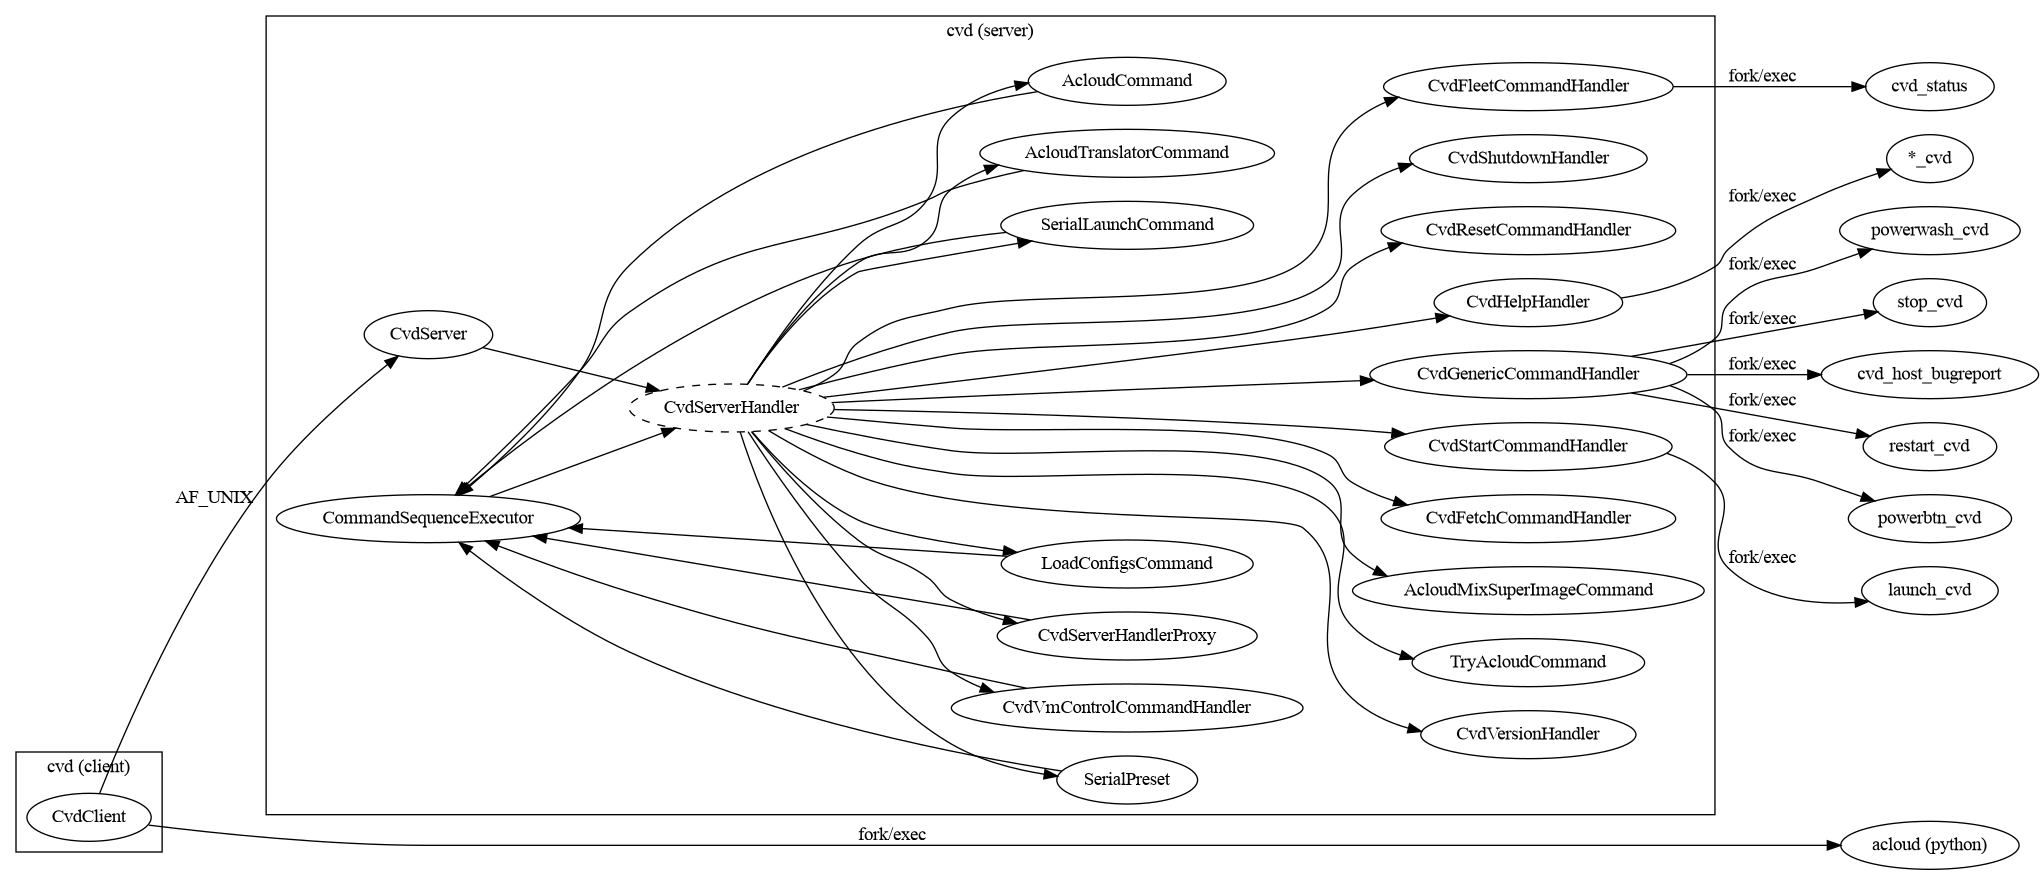 cvd (server)
AcloudCommand
CvdFleetCommandHandler
fork/exec
cvd_status
AcloudTranslatorCommand
CvdShutdownHandler
*_cvd
fork/exec
SerialLaunchCommand
CvdResetCommandHandler
powerwash_cvd
fork/exec
CvdHelpHandler
stop_cvd
fork/exec
CvdServer
CvdGenericCommandHandler
fork/exec
cvd_host_bugreport
CvdServerHandler
fork/exec
CvdStartCommandHandler
fork/exec
restart_cvd
AF_UNIX
CommandSequenceExecutor
CvdFetchCommandHandler
powerbtn_cvd
LoadConfigsCommand
fork/exec
AcloudMixSuperImageCommand
launch_cvd
CvdServerHandlerProxy
TryAcloudCommand
CvdVmControlCommandHandler
CvdVersionHandler
cvd (client)
SerialPreset
CvdClient
fork/exec
acloud (python)